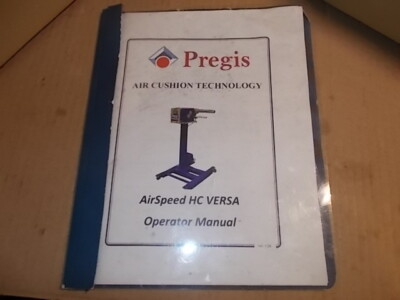 Pregis
AIR CUSHION TECHNOLOGY
AirSpeed HC VERSA
Operator Manual